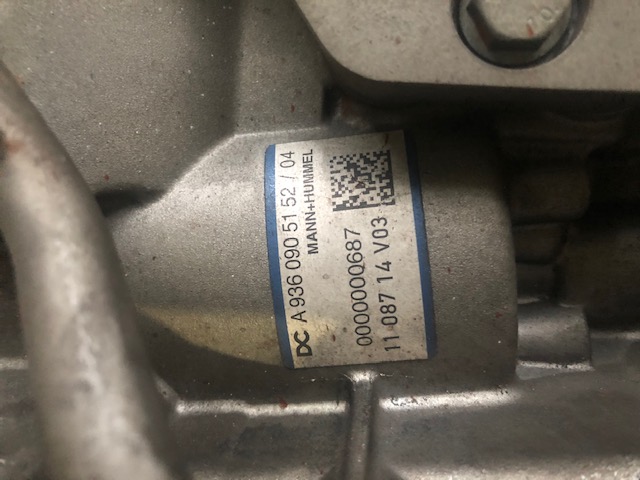 DC A 936 090 51 52 / 04
MANN+HUMMEL
0000000687
11 087 14 V03